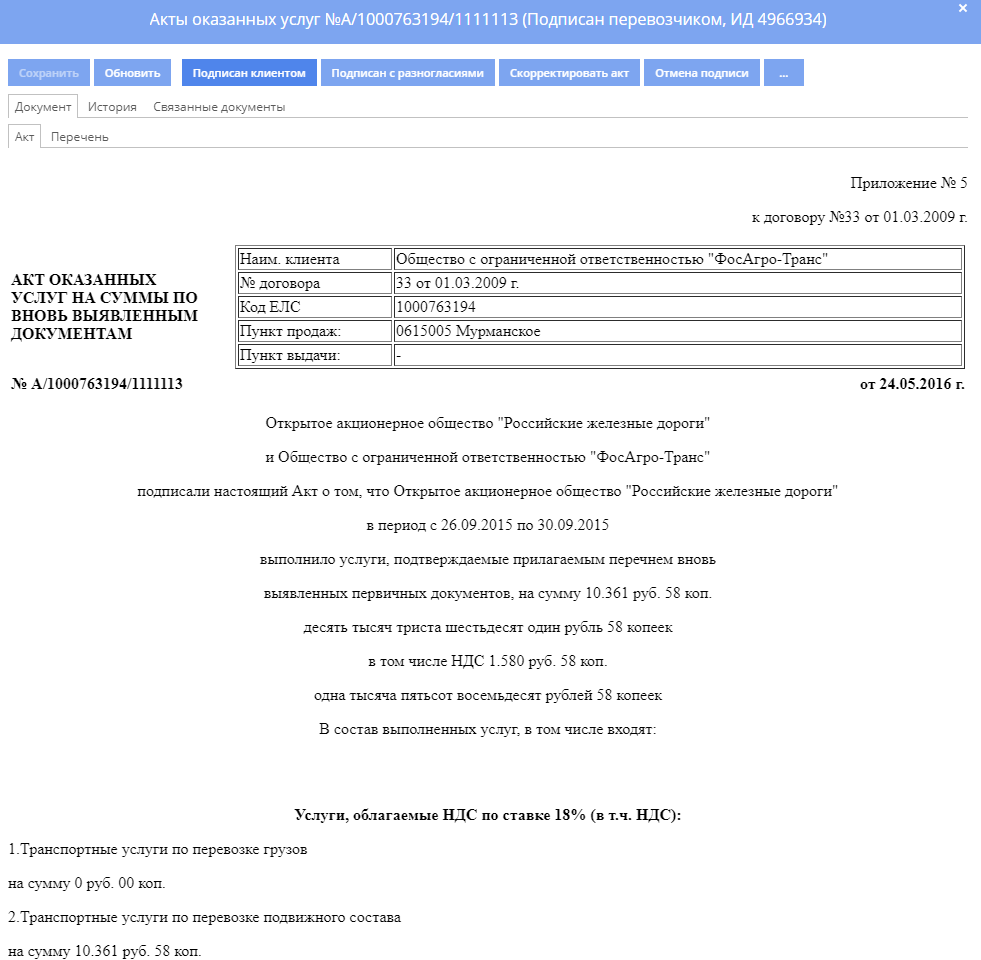 Акты оказанных услуг №А/1000763194/1111113 (Подписан перевозчиком, ИД 4966934)
×
Сохранить Обновить Подписан клиентом Подписан с разногласиями Скорректировать акт Отмена подписи ...
Документ История Связанные документы
Акт Перечень
Приложение № 5
к договору №33 от 01.03.2009 г.
АКТ ОКАЗАННЫХ
УСЛУГ НА СУММЫ ПО
ВНОВЬ ВЫЯВЛЕННЫМ
ДОКУМЕНТАМ
Наим. клиента Общество с ограниченной ответственностью "ФосАгро-Транс"
№ договора 33 от 01.03.2009 г.
Код ЕЛС 1000763194
Пункт продаж: 0615005 Мурманское
Пункт выдачи: -
№ А/1000763194/1111113 от 24.05.2016 г.
Открытое акционерное общество "Российские железные дороги"
и Общество с ограниченной ответственностью "ФосАгро-Транс"
подписали настоящий Акт о том, что Открытое акционерное общество "Российские железные дороги"
в период с 26.09.2015 по 30.09.2015
выполнило услуги, подтверждаемые прилагаемым перечнем вновь
выявленных первичных документов, на сумму 10.361 руб. 58 коп.
десять тысяч триста шестьдесят один рубль 58 копеек
в том числе НДС 1.580 руб. 58 коп.
одна тысяча пятьсот восемьдесят рублей 58 копеек
В состав выполненных услуг, в том числе входят:
Услуги, облагаемые НДС по ставке 18% (в т.ч. НДС):
1.Транспортные услуги по перевозке грузов
на сумму 0 руб. 00 коп.
2.Транспортные услуги по перевозке подвижного состава
на сумму 10.361 руб. 58 коп.